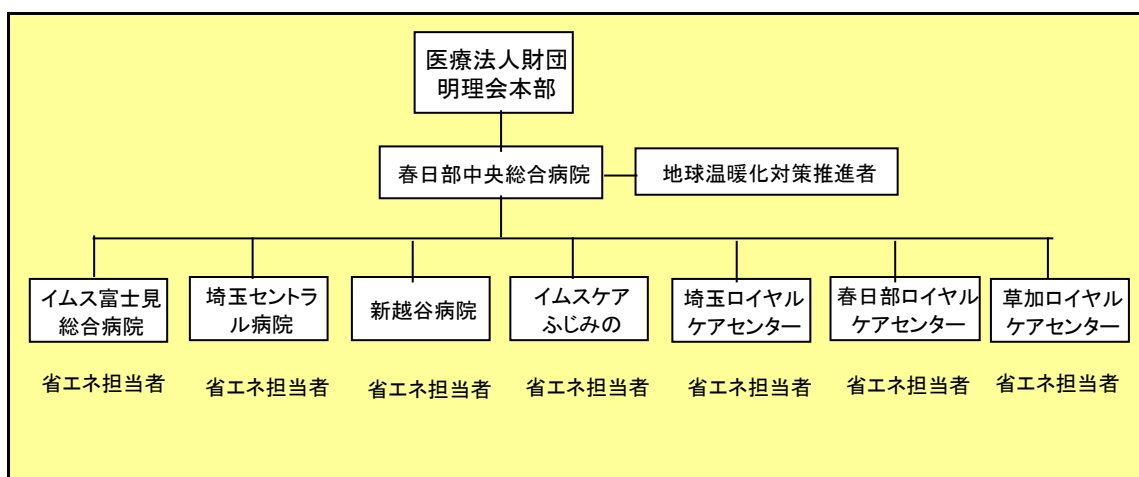 医療法人財団
明理会本部
春日部中央総合病院
地球温暖化対策推進者
イムス富士見
総合病院
埼玉セントラ
ル病院
新越谷病院
イムスケア
ふじみの
埼玉ロイヤル
ケアセンター
春日部ロイヤル
ケアセンター
草加ロイヤル
ケアセンター
省エネ担当者
省エネ担当者
省エネ担当者
省エネ担当者
省エネ担当者
省エネ担当者
省エネ担当者